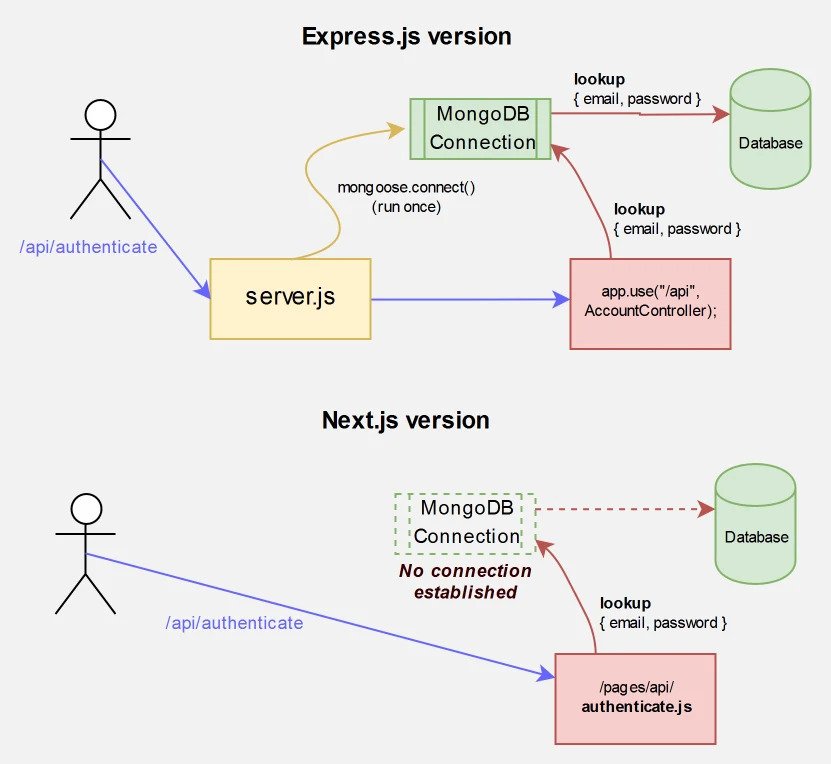 Express.js version
lookup
{ email, password }
MongoDB
Connection
Database
mongoose.connect()
(run once)
lookup
{ email, password }
/api/authenticate
server.js
app.use("/api",
AccountController);
Next.js version
MongoDB
Connection
Database
No connection
established
lookup
{ email, password }
/api/authenticate
/pages/api/
authenticate.js